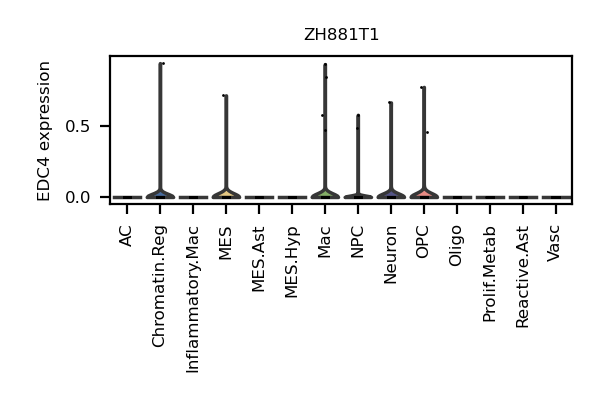 ZH881T1
EDC4 expression
0.5
0.0
AC
Chromatin.Reg
Inflammatory.Mac
MES
MES.Ast
MES.Hyp
Mac
NPC
Neuron
OPC
Oligo
Prolif.Metab
Reactive.Ast
Vasc